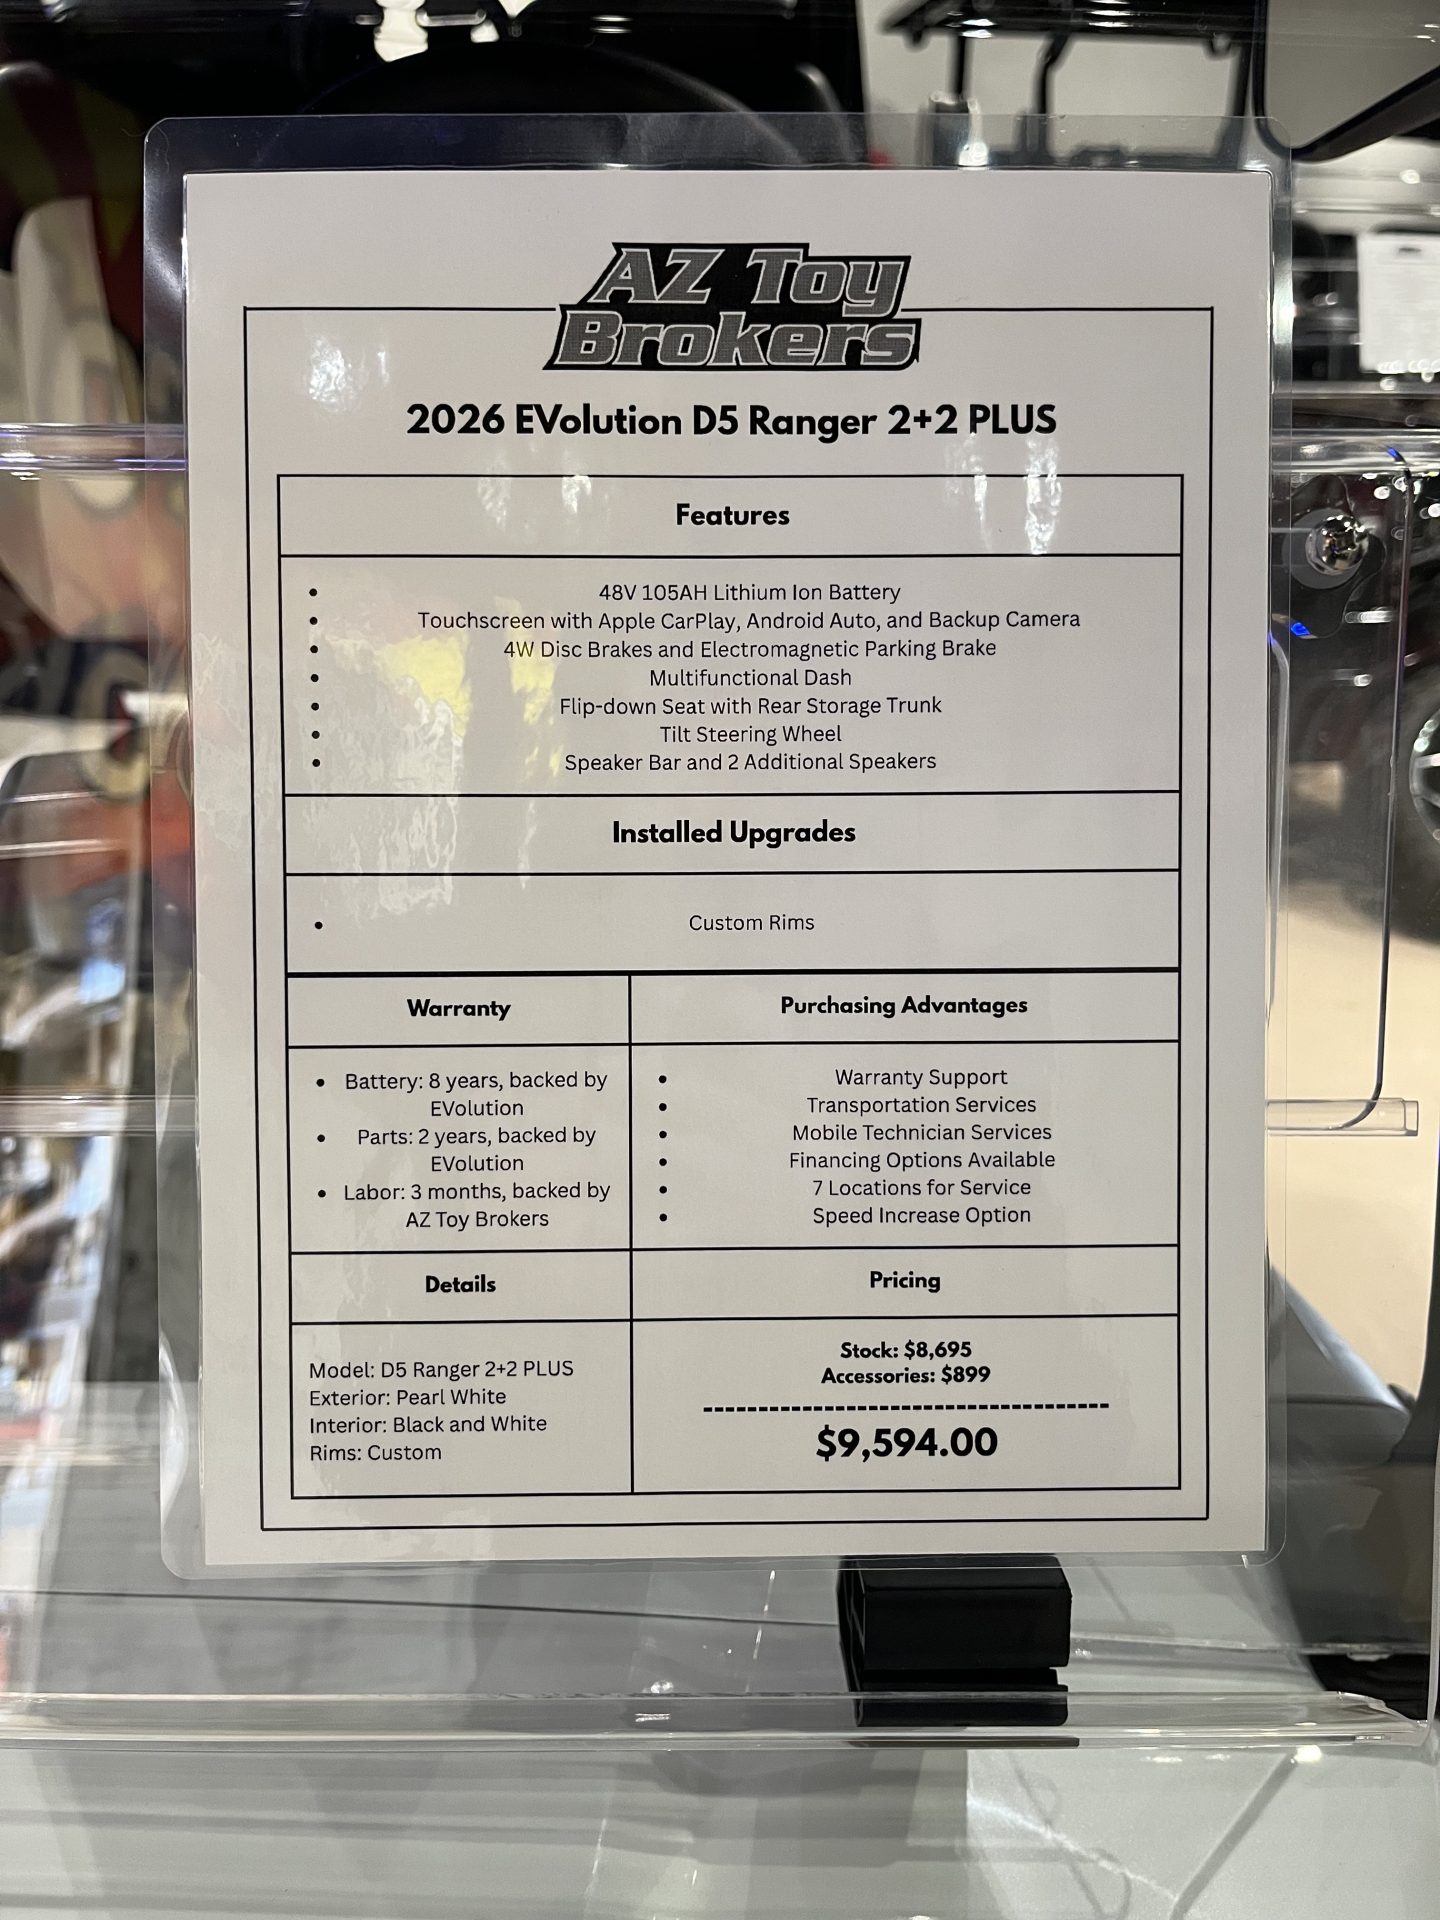 AZ Toy
Brokers
2026 EVolution D5 Ranger 2+2 PLUS
Features
• 48V 105AH Lithium Ion Battery
• Touchscreen with Apple CarPlay, Android Auto, and Backup Camera
• 4W Disc Brakes and Electromagnetic Parking Brake
• Multifunctional Dash
• Flip-down Seat with Rear Storage Trunk
• Tilt Steering Wheel
• Speaker Bar and 2 Additional Speakers
Installed Upgrades
• Custom Rims
Warranty
• Battery: 8 years, backed by
EVolution
• Parts: 2 years, backed by
EVolution
• Labor: 3 months, backed by
AZ Toy Brokers
Purchasing Advantages
• Warranty Support
• Transportation Services
• Mobile Technician Services
• Financing Options Available
• 7 Locations for Service
• Speed Increase Option
Details
Model: D5 Ranger 2+2 PLUS
Exterior: Pearl White
Interior: Black and White
Rims: Custom
Pricing
Stock: $8,695
Accessories: $899
$9,594.00